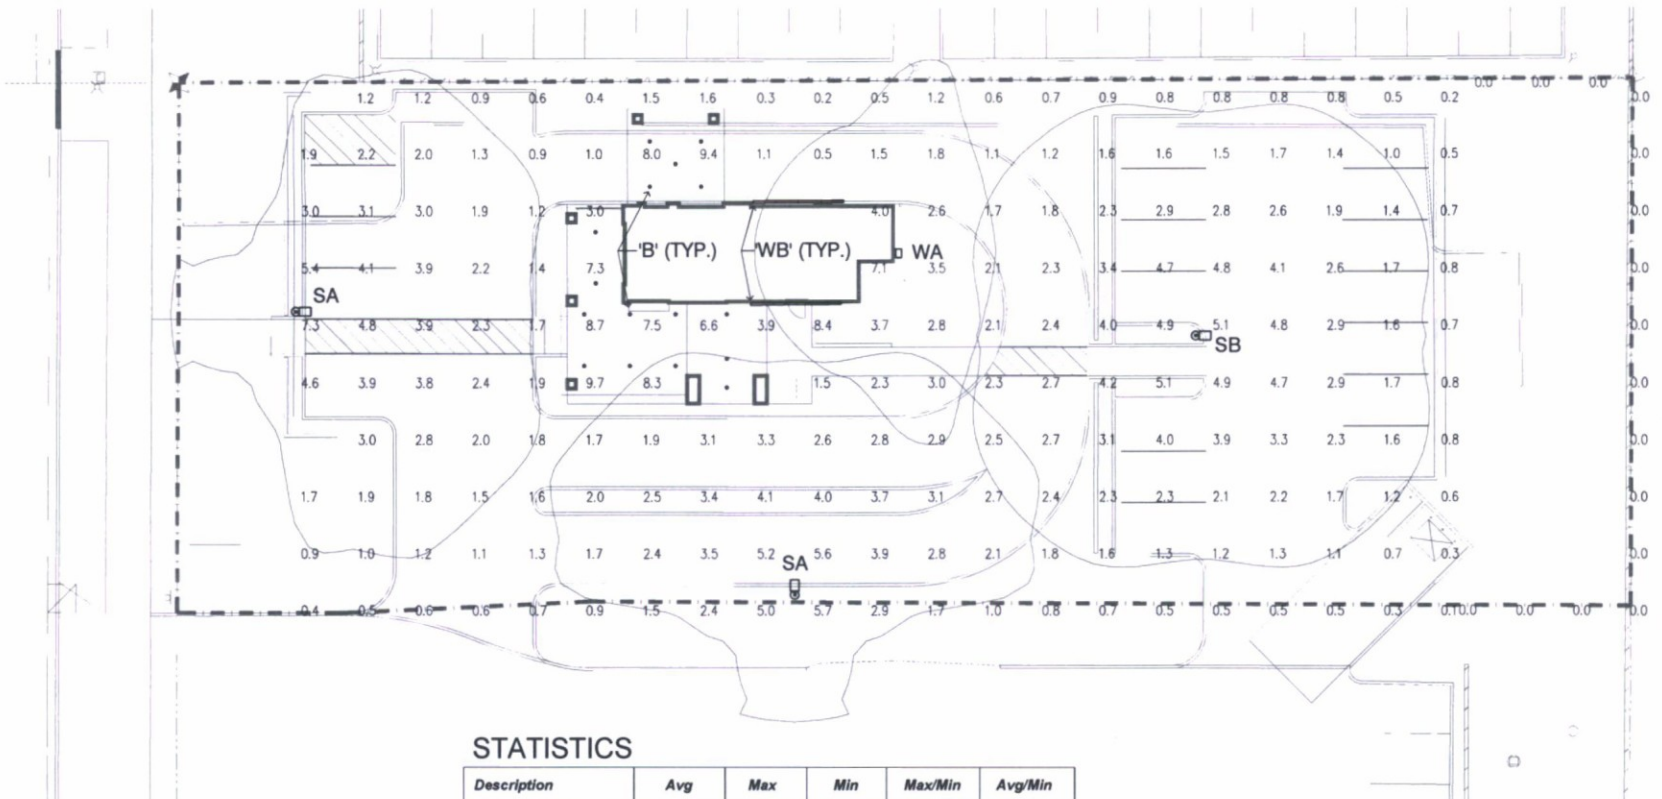 0.0 0.0 0.0
1.2 1.2 0.9 0.6 0.4 1.5 1.6 0.3 0.2 0.5 1.2 0.6 0.7 0.9 0.8 0.8 0.8 0.8 0.5 0.2 0.0
1.9 2.2 2.0 1.3 0.9 1.0 8.0 9.4 1.1 0.5 1.5 1.8 1.1 1.2 1.6 1.6 1.5 1.7 1.4 1.0 0.5 0.0
3.0 3.1 3.0 1.9 1.2 3.0 4.0 2.6 1.7 1.8 2.3 2.9 2.8 2.6 1.9 1.4 0.7 0.0
'B' (TYP.) 'WB' (TYP.) WA
5.4 4.1 3.9 2.2 1.4 7.3 7.1 3.5 2.1 2.3 3.4 4.7 4.8 4.1 2.6 1.7 0.8 0.0
SA
7.3 4.8 3.9 2.3 1.7 8.7 7.5 6.6 3.9 8.4 3.7 2.8 2.1 2.4 4.0 4.9 5.1 4.8 2.9 1.6 0.7 0.0
SB
4.6 3.9 3.8 2.4 1.9 9.7 8.3 1.5 2.3 3.0 2.3 2.7 4.2 5.1 4.9 4.7 2.9 1.7 0.8 0.0
3.0 2.8 2.0 1.8 1.7 1.9 3.1 3.3 2.6 2.8 2.9 2.5 2.7 3.1 4.0 3.9 3.3 2.3 1.6 0.8 0.0
1.7 1.9 1.8 1.5 1.6 2.0 2.5 3.4 4.1 4.0 3.7 3.1 2.7 2.4 2.3 2.3 2.1 2.2 1.7 1.2 0.6 0.0
0.9 1.0 1.2 1.1 1.3 1.7 2.4 3.5 5.2 5.6 3.9 2.8 2.1 1.8 1.6 1.3 1.2 1.3 1.1 0.7 0.3 0.0
SA
0.4 0.5 0.6 0.6 0.7 0.9 1.5 2.4 5.0 5.7 2.9 1.7 1.0 0.8 0.7 0.5 0.5 0.5 0.5 0.3 0.1 0.0 0.0 0.0 0.0
STATISTICS
Description Avg Max Min Max/Min Avg/Min